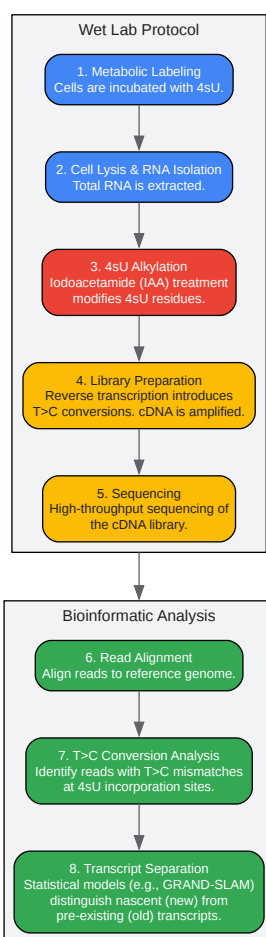 Wet Lab Protocol
1. Metabolic Labeling
Cells are incubated with 4sU.
2. Cell Lysis & RNA Isolation
Total RNA is extracted.
3. 4sU Alkylation
Iodoacetamide (IAA) treatment
modifies 4sU residues.
4. Library Preparation
Reverse transcription introduces
T>C conversions. cDNA is amplified.
5. Sequencing
High-throughput sequencing of
the cDNA library.
Bioinformatic Analysis
6. Read Alignment
Align reads to reference genome.
7. T>C Conversion Analysis
Identify reads with T>C mismatches
at 4sU incorporation sites.
8. Transcript Separation
Statistical models (e.g., GRAND-SLAM)
distinguish nascent (new) from
pre-existing (old) transcripts.